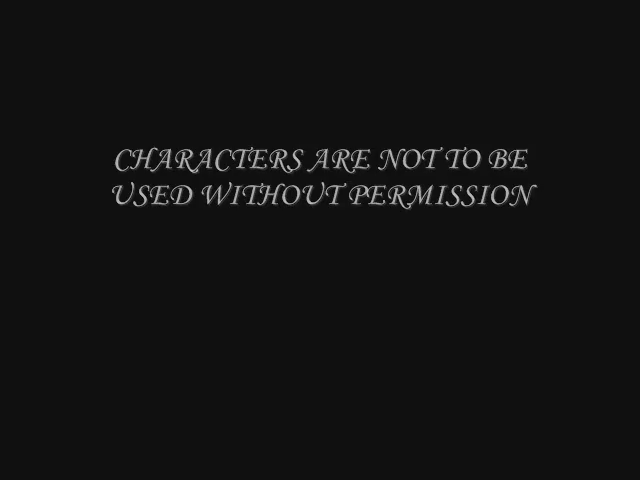 CHARACTERS ARE NOT TO BE
USED WITHOUT PERMISSION